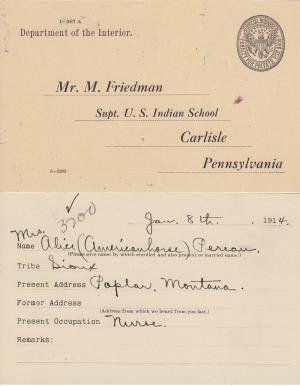 1—367 a
Department of the Interior.
Mr. M. Friedman
Supt. U. S. Indian School
Carlisle
Pennsylvania
3200
Jan. 8th. , 1914.
Mrs.
Name Alice (Americanhorse) Pereau.
(Please give name by which enrolled and also present or married name.)
Tribe Sioux
Present Address Poplar, Montana.
Former Address
(Address from which we heard from you last.)
Present Occupation Nurse.
Remarks: